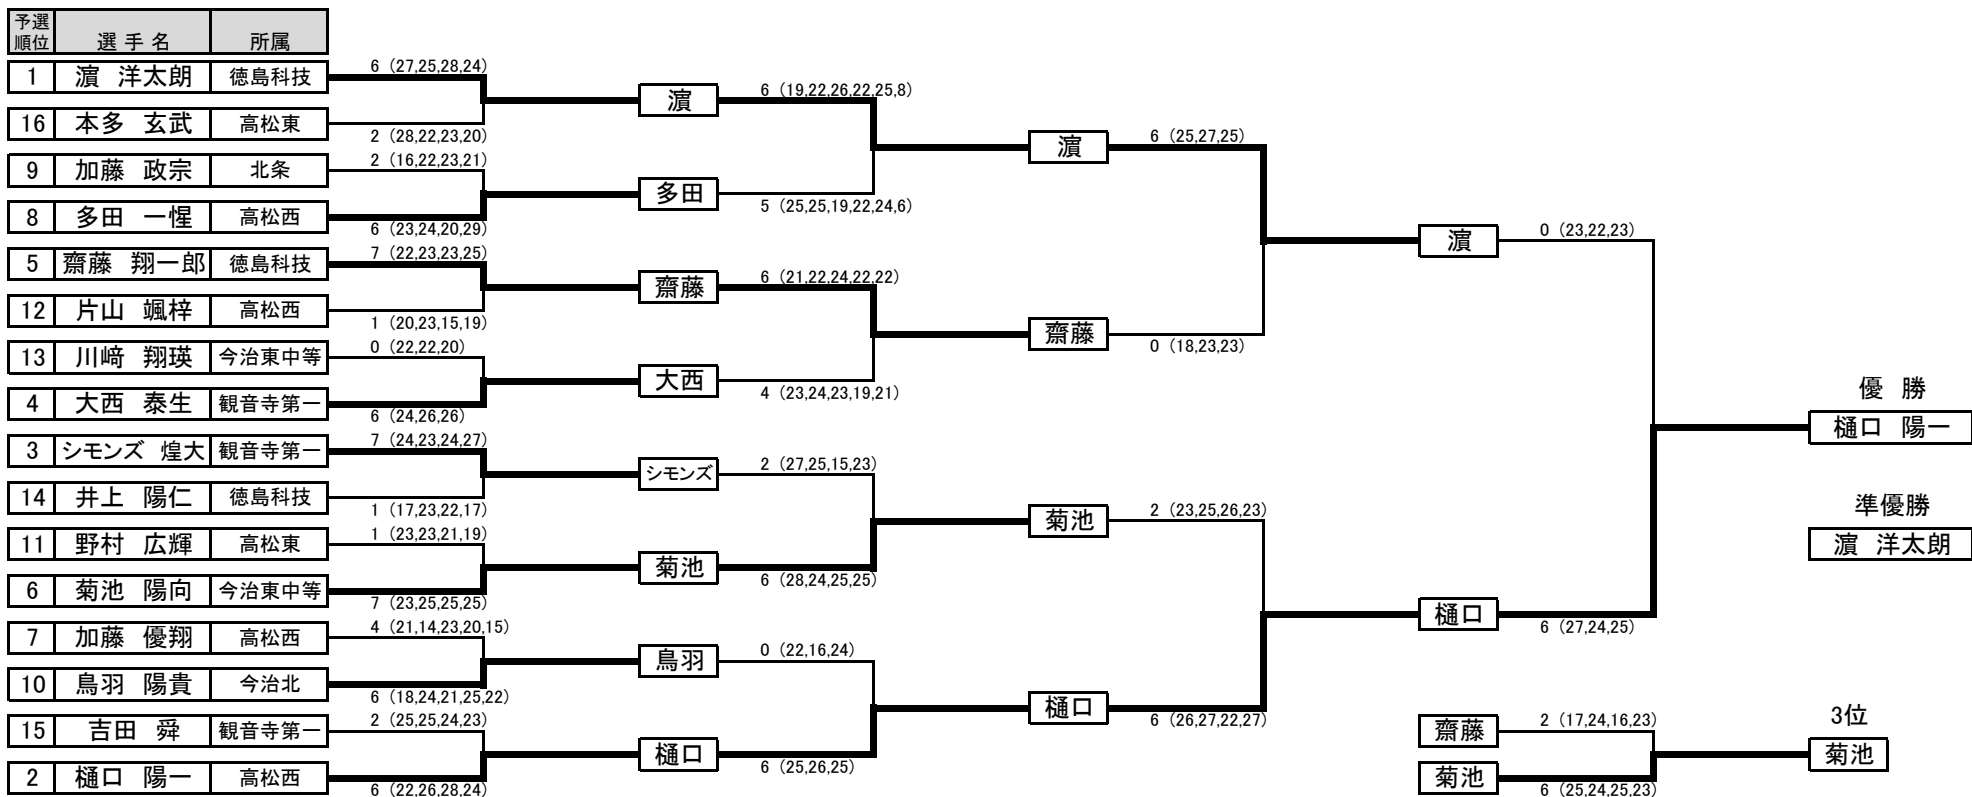 予選順位 選手名 所属
6 (27,25,28,24)
1 濵 洋太朗 徳島科技
濵 6 (19,22,26,22,25,8)
16 本多 玄武 高松東
2 (28,22,23,20)
濵 6 (25,27,25)
2 (16,22,23,21)
9 加藤 政宗 北条
多田 5 (25,25,19,22,24,6)
8 多田 一惺 高松西
6 (23,24,20,29)
濵 0 (23,22,23)
7 (22,23,23,25)
5 齋藤 翔一郎 徳島科技
齋藤 6 (21,22,24,22,22)
12 片山 颯梓 高松西
1 (20,23,15,19)
齋藤 0 (18,23,23)
0 (22,22,20)
13 川﨑 翔瑛 今治東中等
大西 4 (23,24,23,19,21)
4 大西 泰生 観音寺第一
6 (24,26,26)
優 勝
樋口 陽一
7 (24,23,24,27)
3 シモンズ 煌大 観音寺第一
シモンズ 2 (27,25,15,23)
14 井上 陽仁 徳島科技
1 (17,23,22,17)
菊池 2 (23,25,26,23)
準優勝
濵 洋太朗
1 (23,23,21,19)
11 野村 広輝 高松東
菊池 6 (28,24,25,25)
6 菊池 陽向 今治東中等
7 (23,25,25,25)
樋口 6 (27,24,25)
4 (21,14,23,20,15)
7 加藤 優翔 高松西
鳥羽 0 (22,16,24)
10 鳥羽 陽貴 今治北
6 (18,24,21,25,22)
樋口 6 (26,27,22,27)
2 (25,25,24,23)
15 吉田 舜 観音寺第一
樋口 6 (25,26,25)
2 樋口 陽一 高松西
6 (22,26,28,24)
齋藤 2 (17,24,16,23)
3位
菊池
菊池 6 (25,24,25,23)